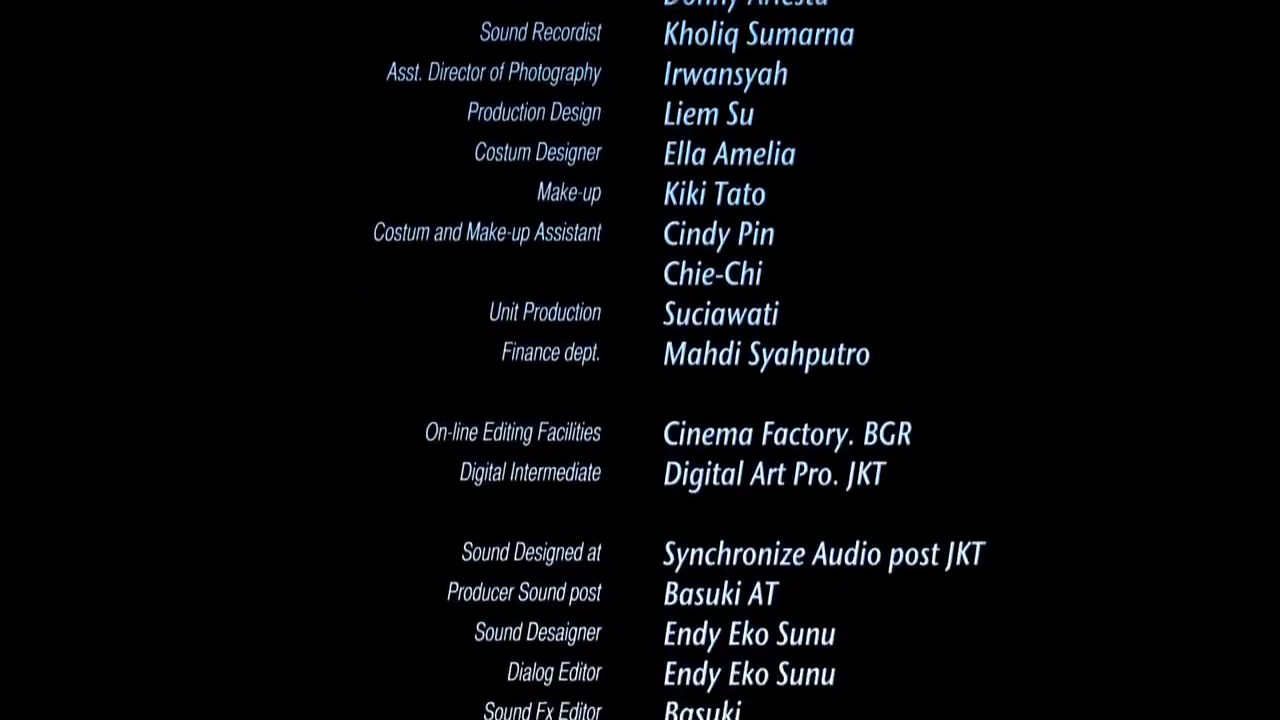 Sound Recordist Kholiq Sumarna
Asst. Director of Photography Irwansyah
Production Design Liem Su
Costum Designer Ella Amelia
Make-up Kiki Tato
Costum and Make-up Assistant Cindy Pin
Chie-Chi
Unit Production Suciawati
Finance dept. Mahdi Syahputro
On-line Editing Facilities Cinema Factory. BGR
Digital Intermediate Digital Art Pro. JKT
Sound Designed at Synchronize Audio post JKT
Producer Sound post Basuki AT
Sound Desaigner Endy Eko Sunu
Dialog Editor Endy Eko Sunu
Sound Fx Editor Basuki